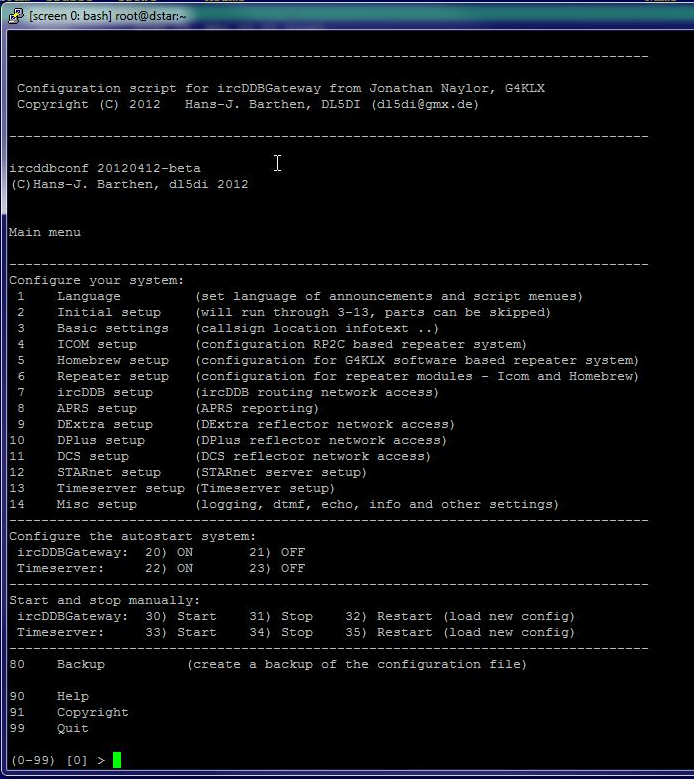 [screen 0: bash] root@dstar:~
--------------------------------------------------------------------------------
Configuration script for ircDDBGateway from Jonathan Naylor, G4KLX
Copyright (C) 2012   Hans-J. Barthen, DL5DI (dl5di@gmx.de)
--------------------------------------------------------------------------------
ircddbconf 20120412-beta
(C)Hans-J. Barthen, dl5di 2012
Main menu
--------------------------------------------------------------------------------
Configure your system:
1    Language         (set language of announcements and script menues)
2    Initial setup    (will run through 3-13, parts can be skipped)
3    Basic settings   (callsign location infotext ..)
4    ICOM setup       (configuration RP2C based repeater system)
5    Homebrew setup   (configuration for G4KLX software based repeater system)
6    Repeater setup   (configuration for repeater modules - Icom and Homebrew)
7    ircDDB setup     (ircDDB routing network access)
8    APRS setup       (APRS reporting)
9    DExtra setup     (DExtra reflector network access)
10    DPlus setup      (DPlus reflector network access)
11    DCS setup        (DCS reflector network access)
12    STARnet setup    (STARnet server setup)
13    Timeserver setup (Timeserver setup)
14    Misc setup       (logging, dtmf, echo, info and other settings)
--------------------------------------------------------------------------------
Configure the autostart system:
ircDDBGateway:  20) ON       21) OFF
Timeserver:     22) ON       23) OFF
--------------------------------------------------------------------------------
Start and stop manually:
ircDDBGateway:  30) Start    31) Stop    32) Restart (load new config)
Timeserver:     33) Start    34) Stop    35) Restart (load new config)
--------------------------------------------------------------------------------
80    Backup          (create a backup of the configuration file)
90    Help
91    Copyright
99    Quit
(0-99) [0] >